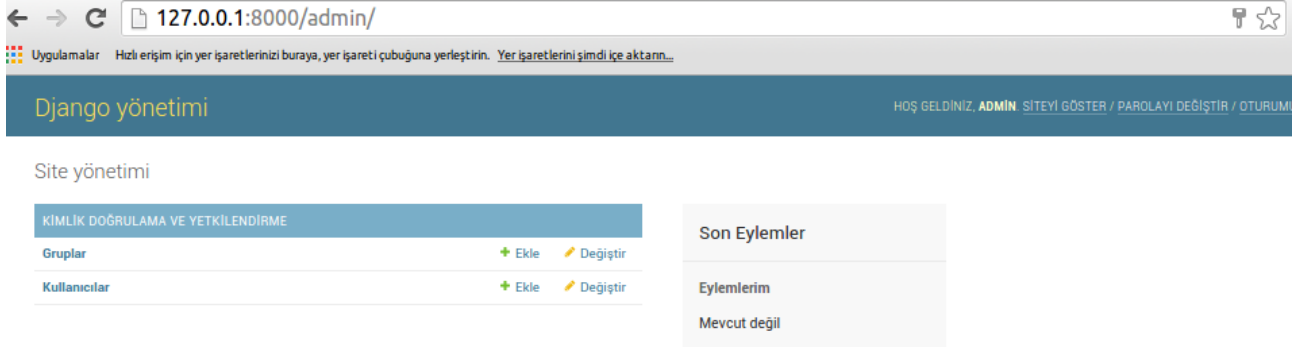 127.0.0.1:8000/admin/
Uygulamalar Hızlı erişim için yer işaretlerinizi buraya, yer işareti çubuğuna yerleştirin. Yer işaretlerini şimdi içe aktarın...
Django yönetimi
HOŞ GELDİNİZ, ADMİN. SİTEYİ GÖSTER / PAROLAYI DEĞİŞTİR / OTURUMU
Site yönetimi
KİMLİK DOĞRULAMA VE YETKİLENDİRME
Gruplar + Ekle Değiştir
Kullanıcılar + Ekle Değiştir
Son Eylemler
Eylemlerim
Mevcut değil